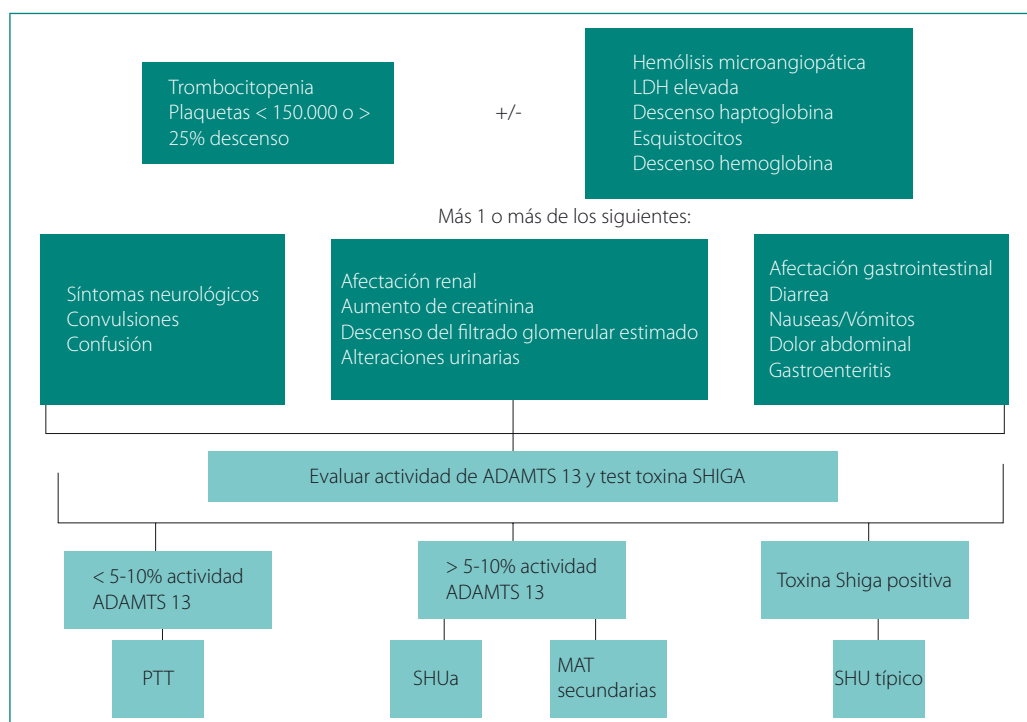 Trombocitopenia
Plaquetas < 150.000 o >
25% descenso
+/-
Hemólisis microangiopática
LDH elevada
Descenso haptoglobina
Esquistocitos
Descenso hemoglobina
Más 1 o más de los siguientes:
Síntomas neurológicos
Convulsiones
Confusión
Afectación renal
Aumento de creatinina
Descenso del filtrado glomerular estimado
Alteraciones urinarias
Afectación gastrointestinal
Diarrea
Nauseas/Vómitos
Dolor abdominal
Gastroenteritis
Evaluar actividad de ADAMTS 13 y test toxina SHIGA
< 5-10% actividad
ADAMTS 13
> 5-10% actividad
ADAMTS 13
Toxina Shiga positiva
PTT
SHUa
MAT
secundarias
SHU típico